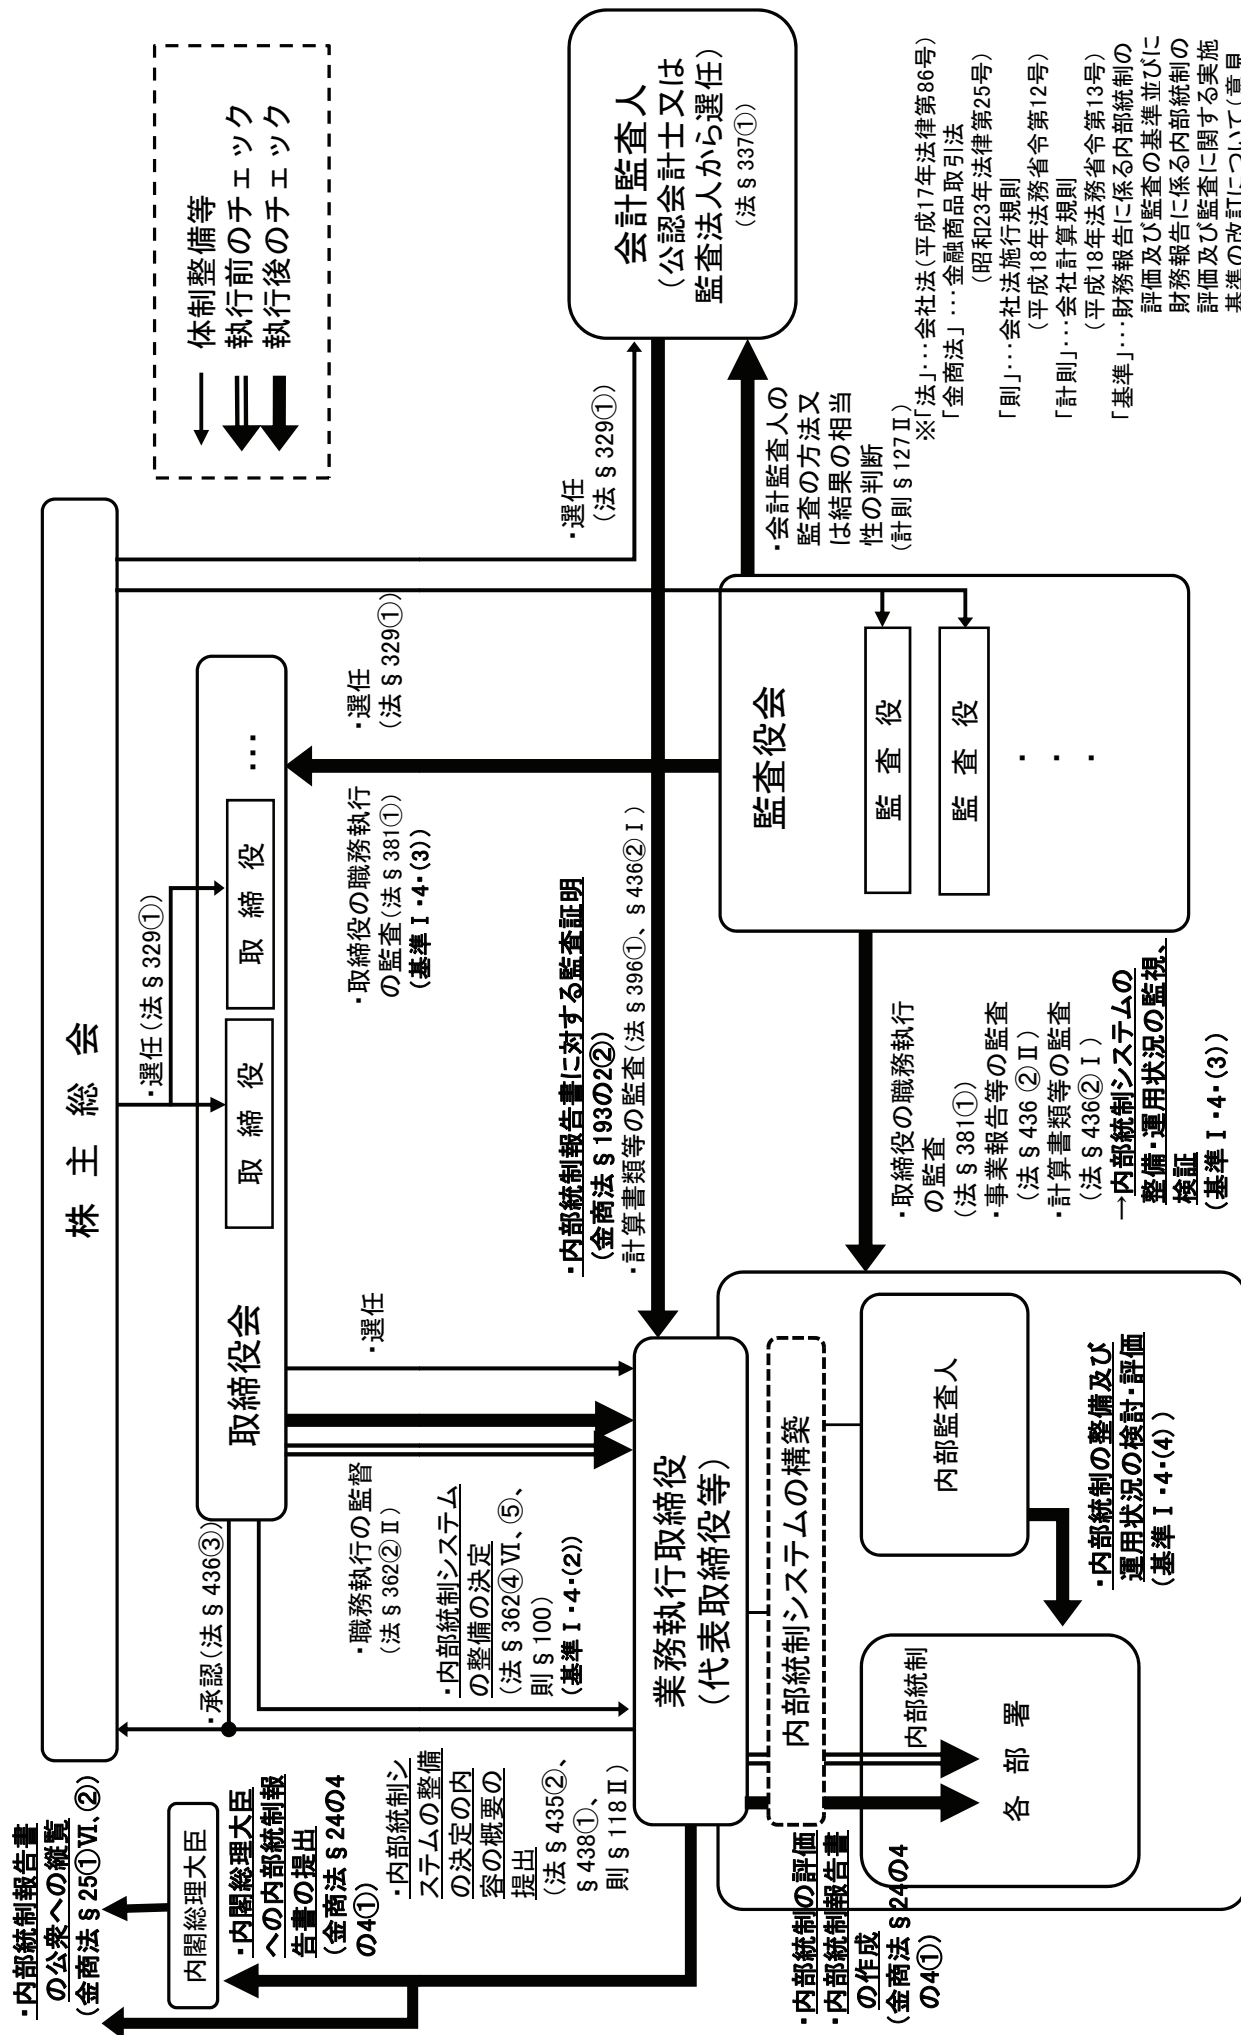 株　主　総　会
・選任(法§329①)
取締役会
取　締　役
取　締　役
…
・承認(法§436③)
・選任
(法§329①)
・選任
(法§329①)
体制整備等
執行前のチェック
執行後のチェック
会計監査人
(公認会計士又は
監査法人から選任)
(法§337①)
・内部統制報告書
の公衆への縦覧
(金商法§25①Ⅵ、②)
内閣総理大臣
・内閣総理大臣
への内部統制報
告書の提出
(金商法§24の4
の4①)
・内部統制シ
ステムの整備
の決定の内
容の概要の
提出
(法§435②、
§438①、
則§118Ⅱ)
・職務執行の監督
(法§362②Ⅱ)
・内部統制システム
の整備の決定
(法§362④Ⅵ、⑤、
則§100)
(基準Ⅰ・4・(2))
・選任
・取締役の職務執行
の監査(法§381①)
(基準Ⅰ・4・(3))
・内部統制報告書に対する監査証明
(金商法§193の2②)
・計算書類等の監査(法§396①、§436②Ⅰ)
・会計監査人の
監査の方法又
は結果の相当
性の判断
(計則§127Ⅱ)
業務執行取締役
(代表取締役等)
内部統制システムの構築
内部監査人
内部統制
各　部　署
・内部統制の評価
・内部統制報告書
の作成
(金商法§24の4
の4①)
・内部統制の整備及び
運用状況の検討・評価
(基準Ⅰ・4・(4))
・取締役の職務執行
の監査
(法§381①)
・事業報告等の監査
(法§436②Ⅱ)
・計算書類等の監査
(法§436②Ⅰ)
→内部統制システムの
整備・運用状況の監視、
検証
(基準Ⅰ・4・(3))
監査役会
監　査　役
監　査　役
・　・　・
※「法」…会社法(平成17年法律第86号)
「金商法」…金融商品取引法
(昭和23年法律第25号)
「則」…会社法施行規則
(平成18年法務省令第12号)
「計則」…会社計算規則
(平成18年法務省令第13号)
「基準」…財務報告に係る内部統制の
評価及び監査の基準並びに
財務報告に係る内部統制の
評価及び監査に関する実施
基準の改訂について(意見